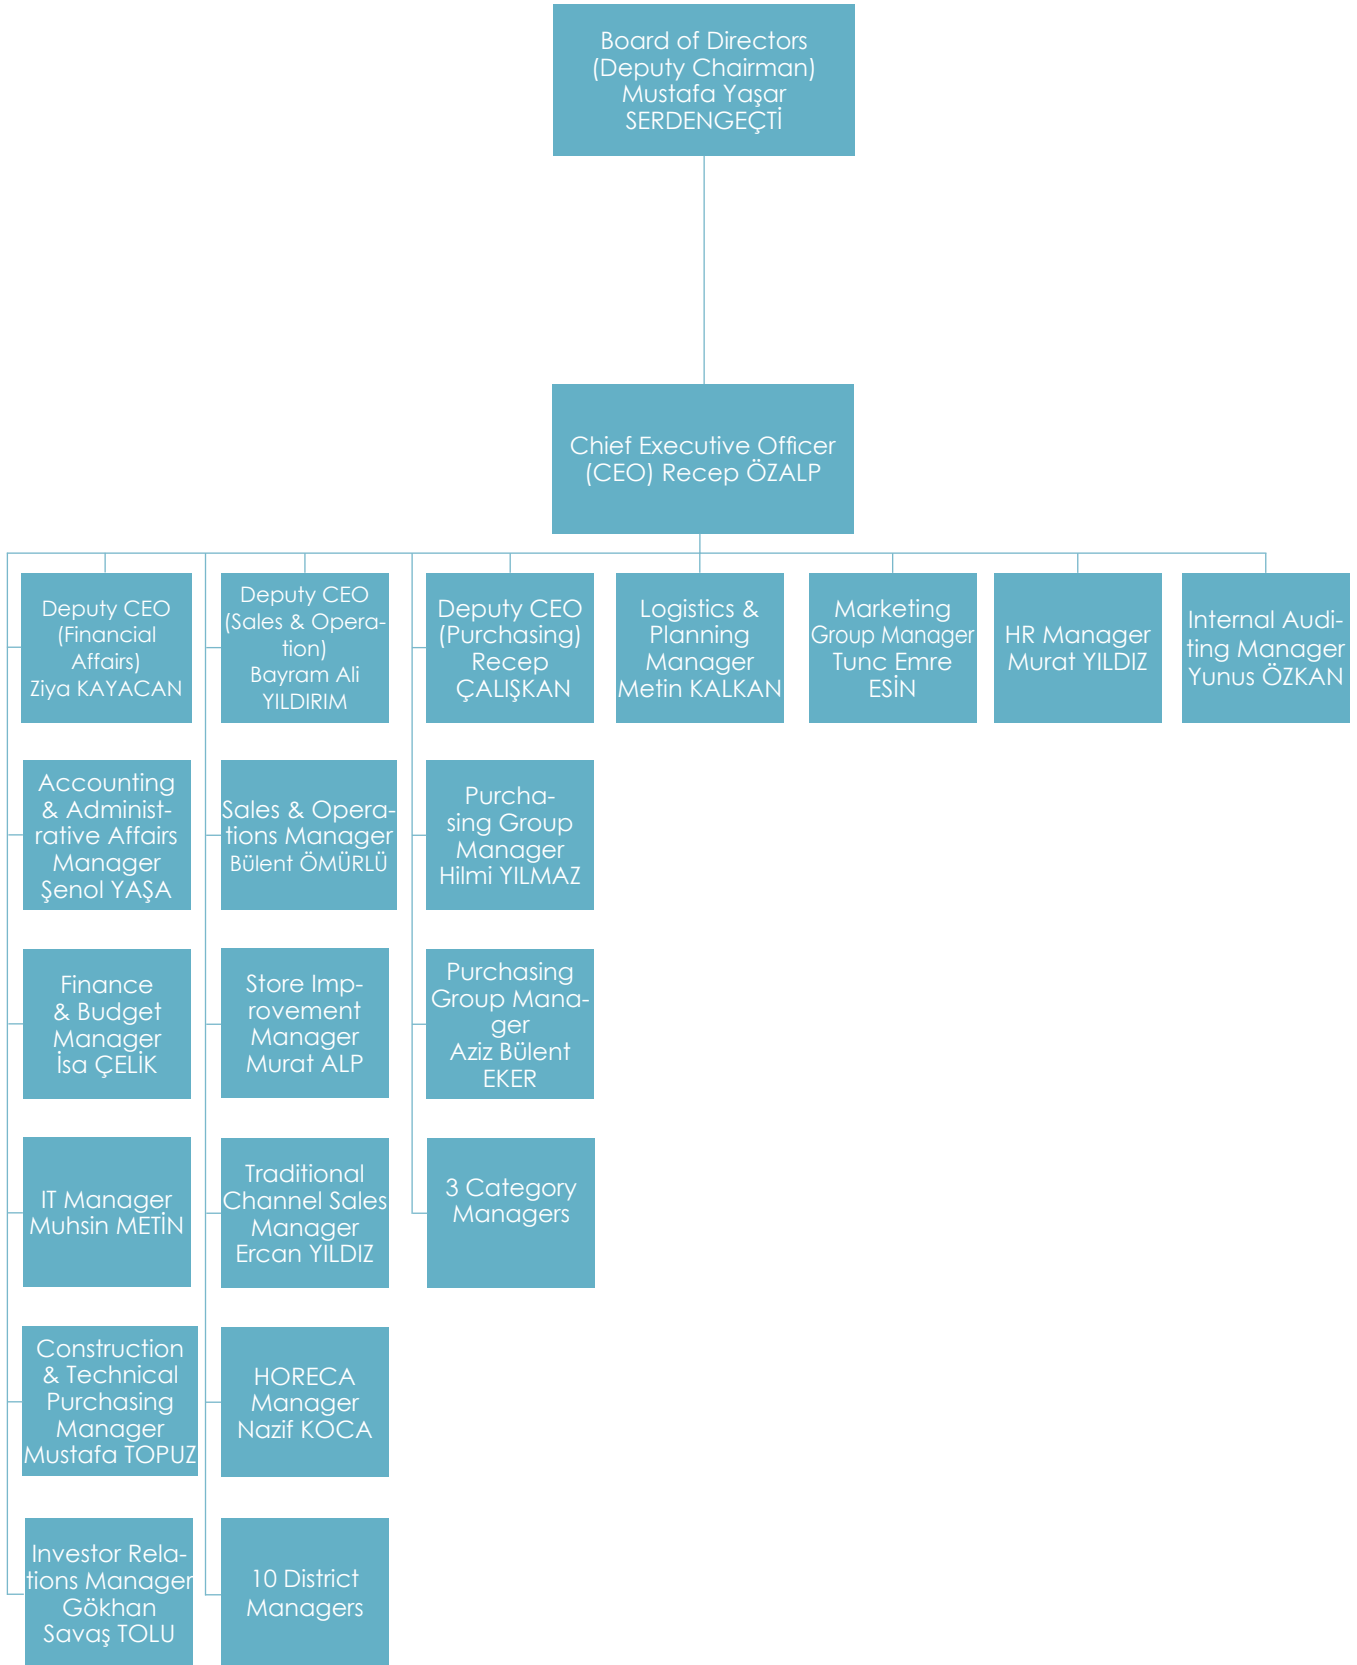 Board of Directors
(Deputy Chairman)
Mustafa Yaşar
SERDENGEÇTİ
Chief Executive Officer
(CEO) Recep ÖZALP
Deputy CEO
(Financial
Affairs)
Ziya KAYACAN
Deputy CEO
(Sales & Opera-
tion)
Bayram Ali
YILDIRIM
Deputy CEO
(Purchasing)
Recep
ÇALIŞKAN
Logistics &
Planning
Manager
Metin KALKAN
Marketing
Group Manager
Tunc Emre
ESİN
HR Manager
Murat YILDIZ
Internal Audi-
ting Manager
Yunus ÖZKAN
Accounting
& Administ-
rative Affairs
Manager
Şenol YAŞA
Sales & Opera-
tions Manager
Bülent ÖMÜRLÜ
Purcha-
sing Group
Manager
Hilmi YILMAZ
Finance
& Budget
Manager
İsa ÇELİK
Store Imp-
rovement
Manager
Murat ALP
Purchasing
Group Mana-
ger
Aziz Bülent
EKER
IT Manager
Muhsin METİN
Traditional
Channel Sales
Manager
Ercan YILDIZ
3 Category
Managers
Construction
& Technical
Purchasing
Manager
Mustafa TOPUZ
HORECA
Manager
Nazif KOCA
Investor Rela-
tions Manager
Gökhan
Savaş TOLU
10 District
Managers